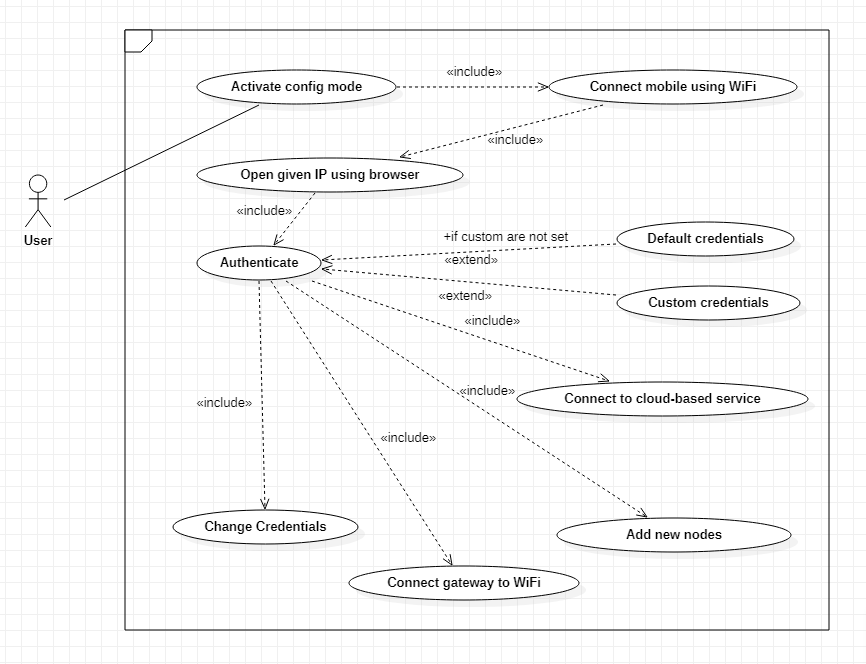 «include»
Activate config mode
Connect mobile using WiFi
«include»
Open given IP using browser
«include»
User
+if custom are not set
Default credentials
«extend»
Authenticate
«extend»
Custom credentials
«include»
«include»
Connect to cloud-based service
«include»
«include»
Change Credentials
Add new nodes
Connect gateway to WiFi